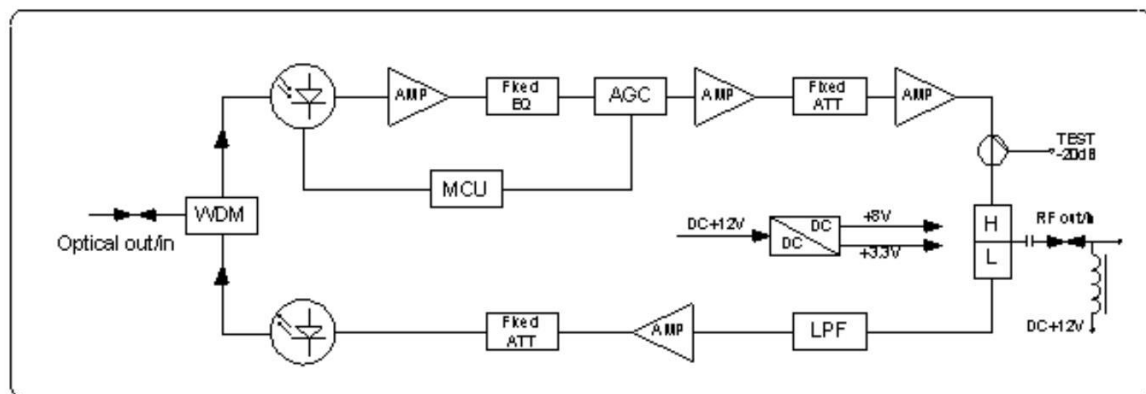 AMP
Fixed
EQ
AGC
AMP
Fixed
ATT
AMP
TEST
-20dB
MCU
WDM
Optical out/in
DC+12V
DC
DC
+8V
+3.3V
H
L
RF out/in
DC+12V
Fixed
ATT
AMP
LPF